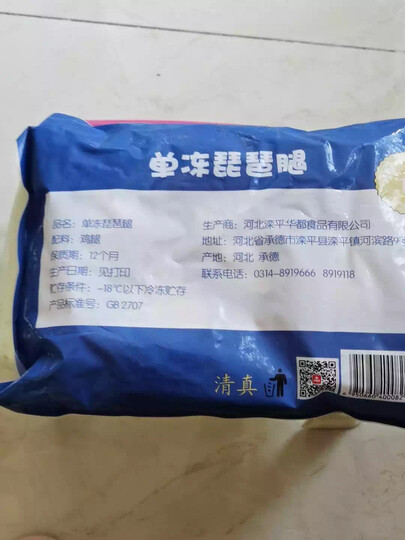 单冻琵琶腿
品名：单冻琵琶腿
配料：鸡腿
保质期：12个月
生产日期：见打印
贮存条件：-18℃以下冷冻贮存
产品标准号：GB 2707
生产商：河北滦平华都食品有限公司
地址：河北省承德市滦平县滦平镇河滨路9
产地：河北 承德
联系电话：0314-8919666 8919118
清真